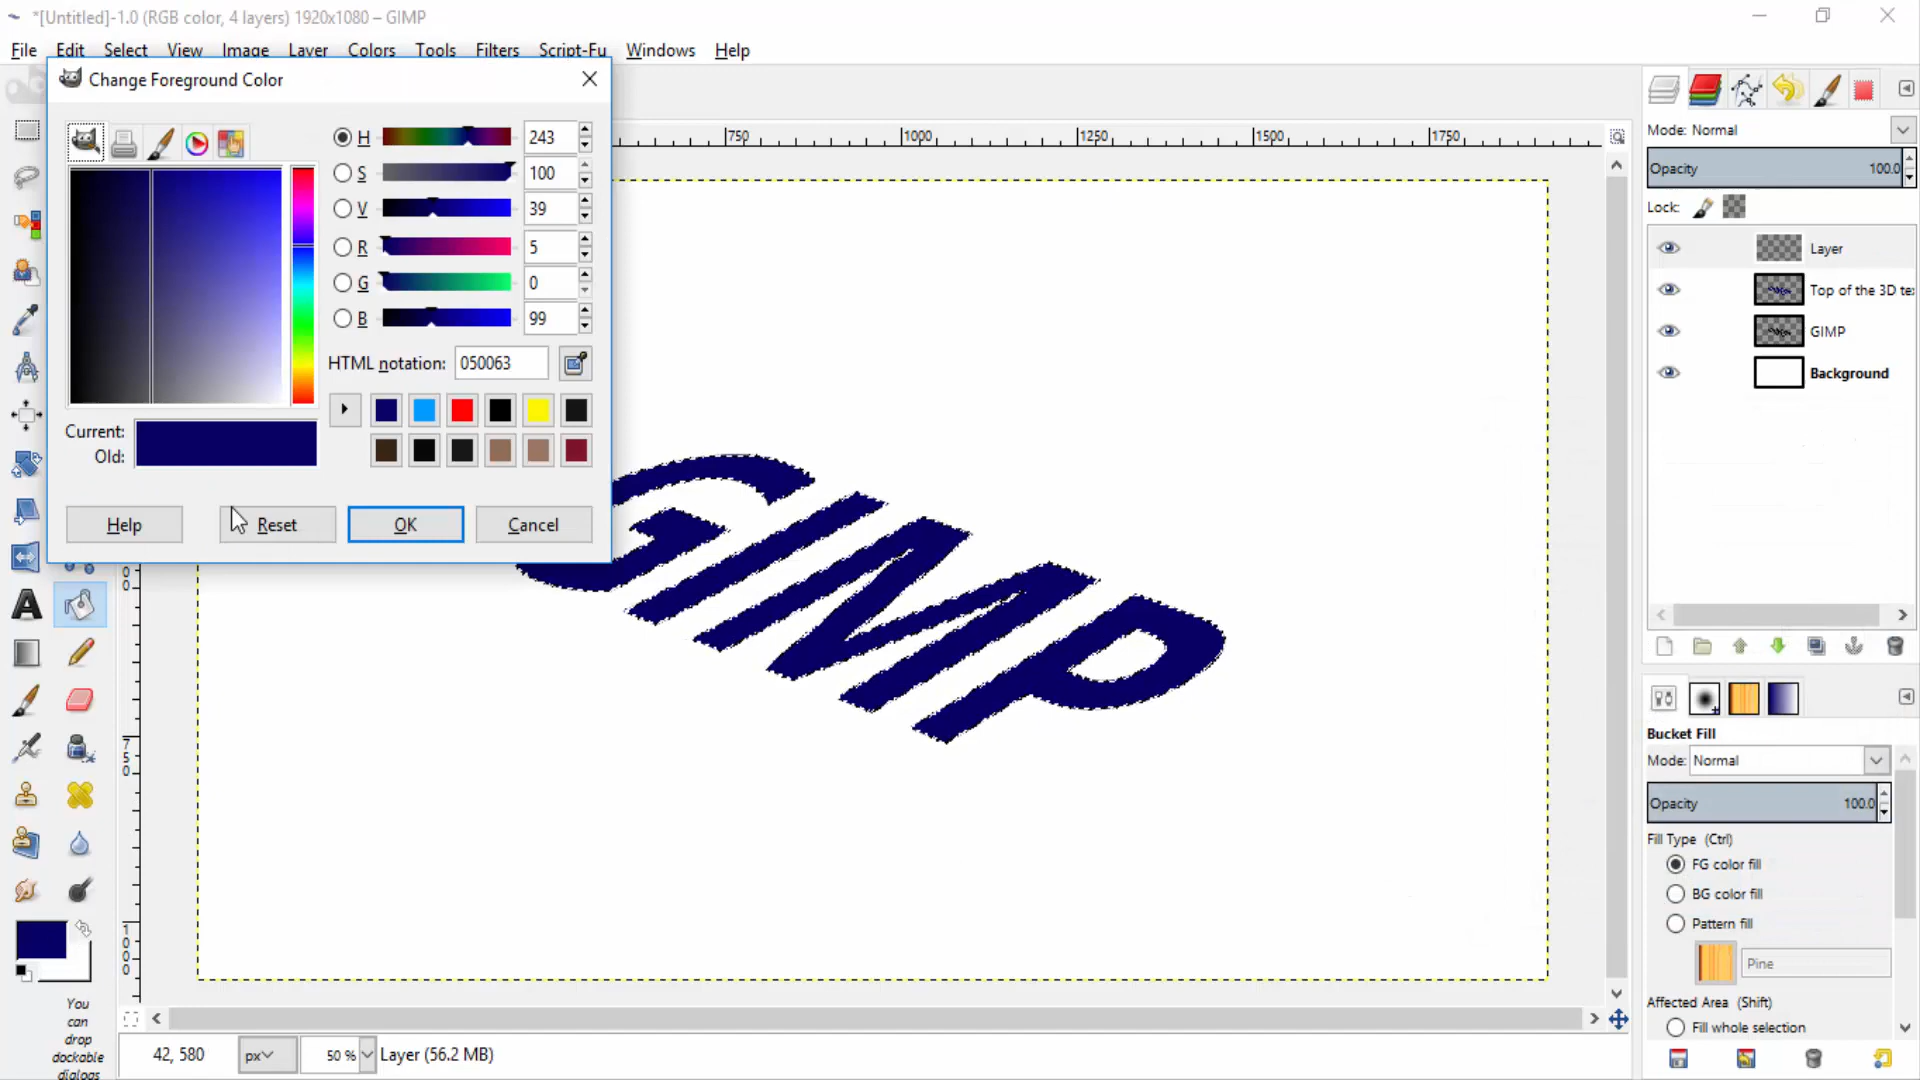 *[Untitled]-1.0 (RGB color, 4 layers) 1920x1080 – GIMP
File Edit Select View Image Layer Colors Tools Filters Script-Fu Windows Help
Change Foreground Color
H 243
S 100
V 39
R 5
G 0
B 99
HTML notation: 050063
Current:
Old:
Help Reset OK Cancel
750 1000 1250 1500 1750
750
1000
GIMP
Mode: Normal
Opacity 100.0
Lock:
Layer
Top of the 3D te
GIMP
Background
Bucket Fill
Mode: Normal
Opacity 100.0
Fill Type (Ctrl)
FG color fill
BG color fill
Pattern fill
Pine
Affected Area (Shift)
Fill whole selection
You
can
drop
dockable
dialogs
42, 580 px 50 % Layer (56.2 MB)